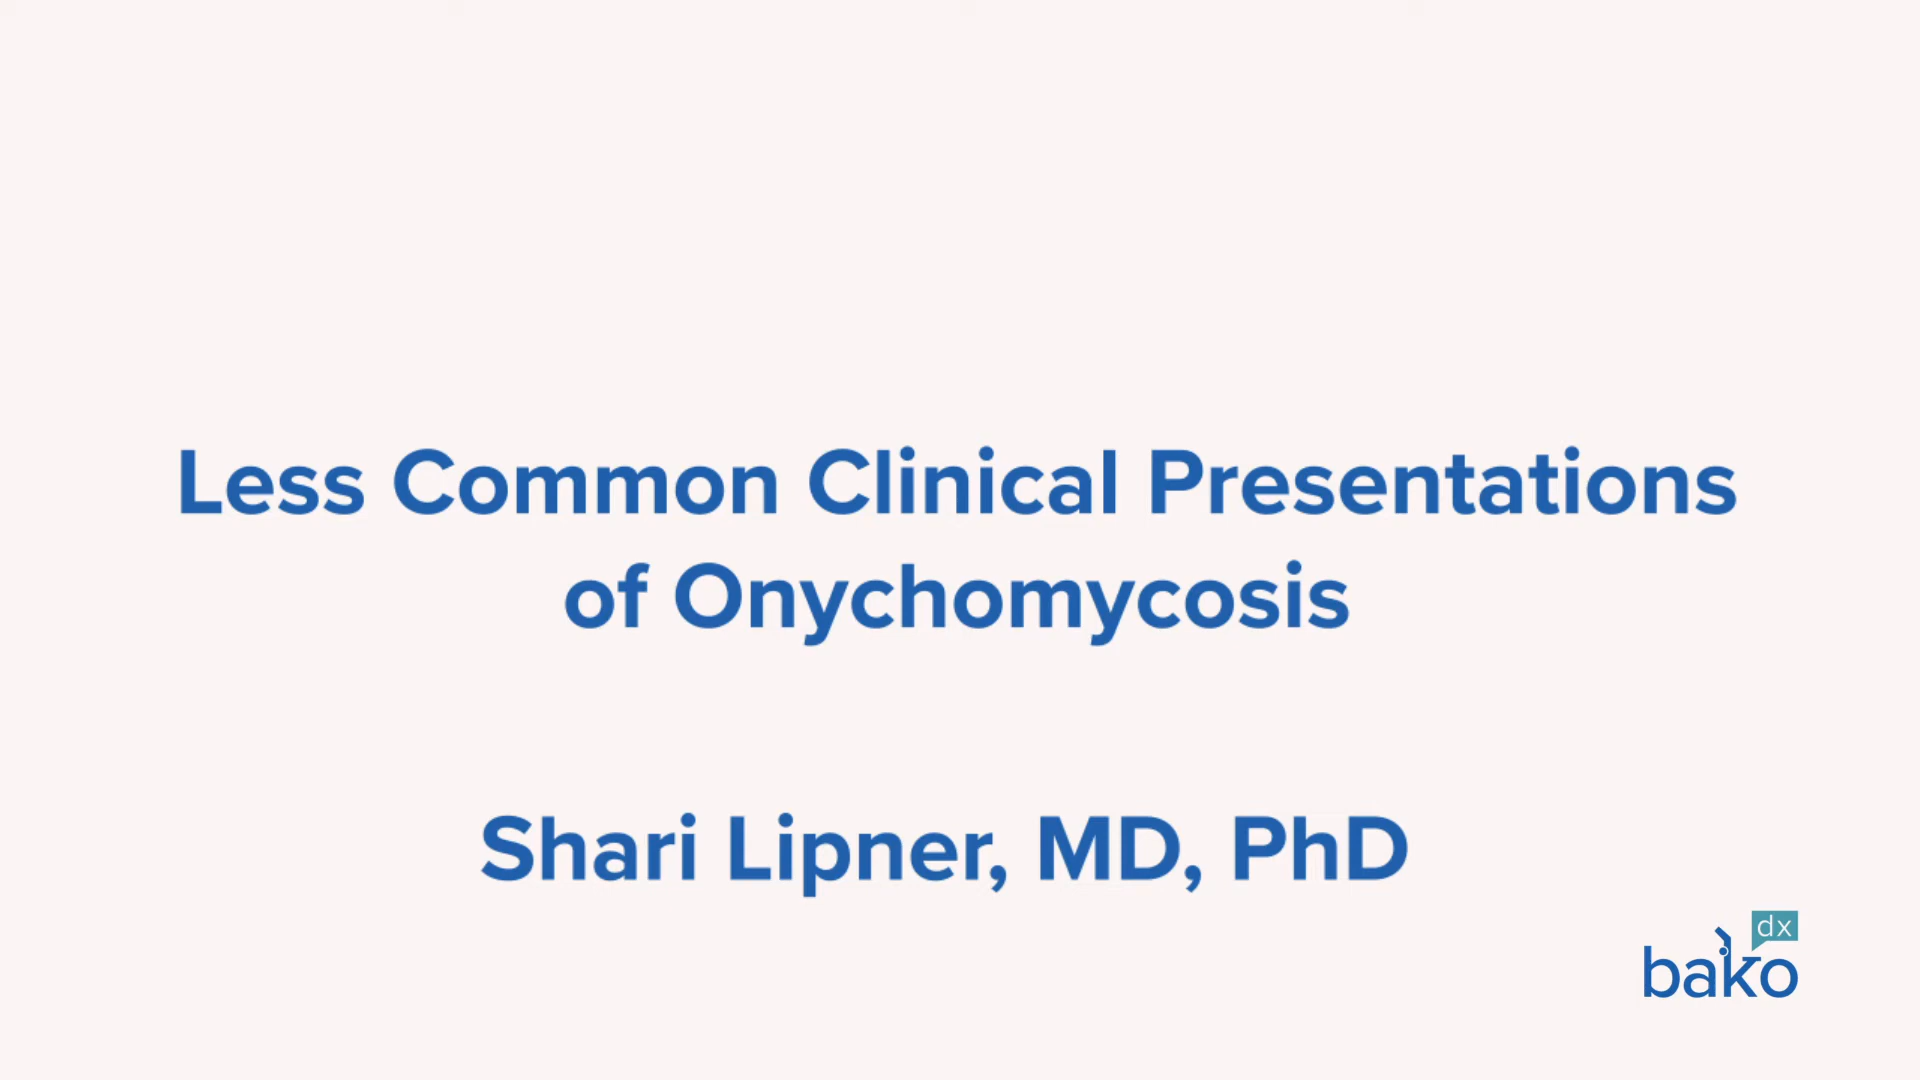 Less Common Clinical Presentations
of Onychomycosis
Shari Lipner, MD, PhD
dx
bako